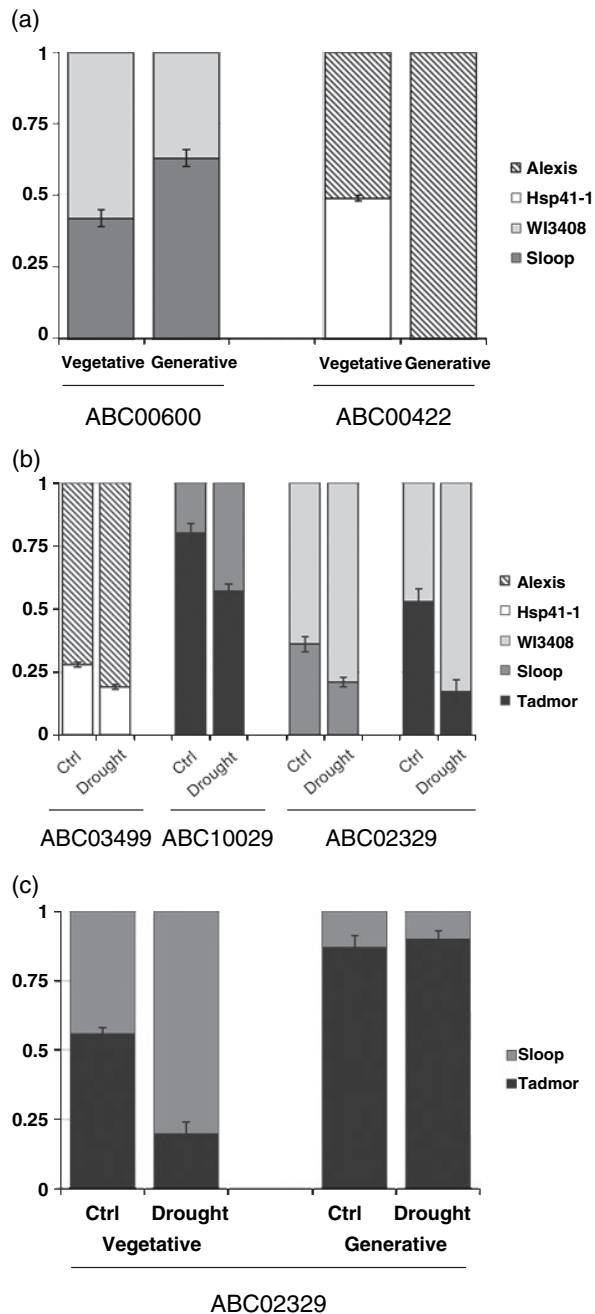 (a)
1
0.75
0.5
0.25
0
Alexis
Hsp41-1
WI3408
Sloop
Vegetative Generative Vegetative Generative
ABC00600 ABC00422
(b)
1
0.75
0.5
0.25
0
Alexis
Hsp41-1
WI3408
Sloop
Tadmor
Ctrl Drought Ctrl Drought Ctrl Drought Ctrl Drought
ABC03499 ABC10029 ABC02329
(c)
1
0.75
0.5
0.25
0
Sloop
Tadmor
Ctrl Drought Ctrl Drought
Vegetative Generative
ABC02329